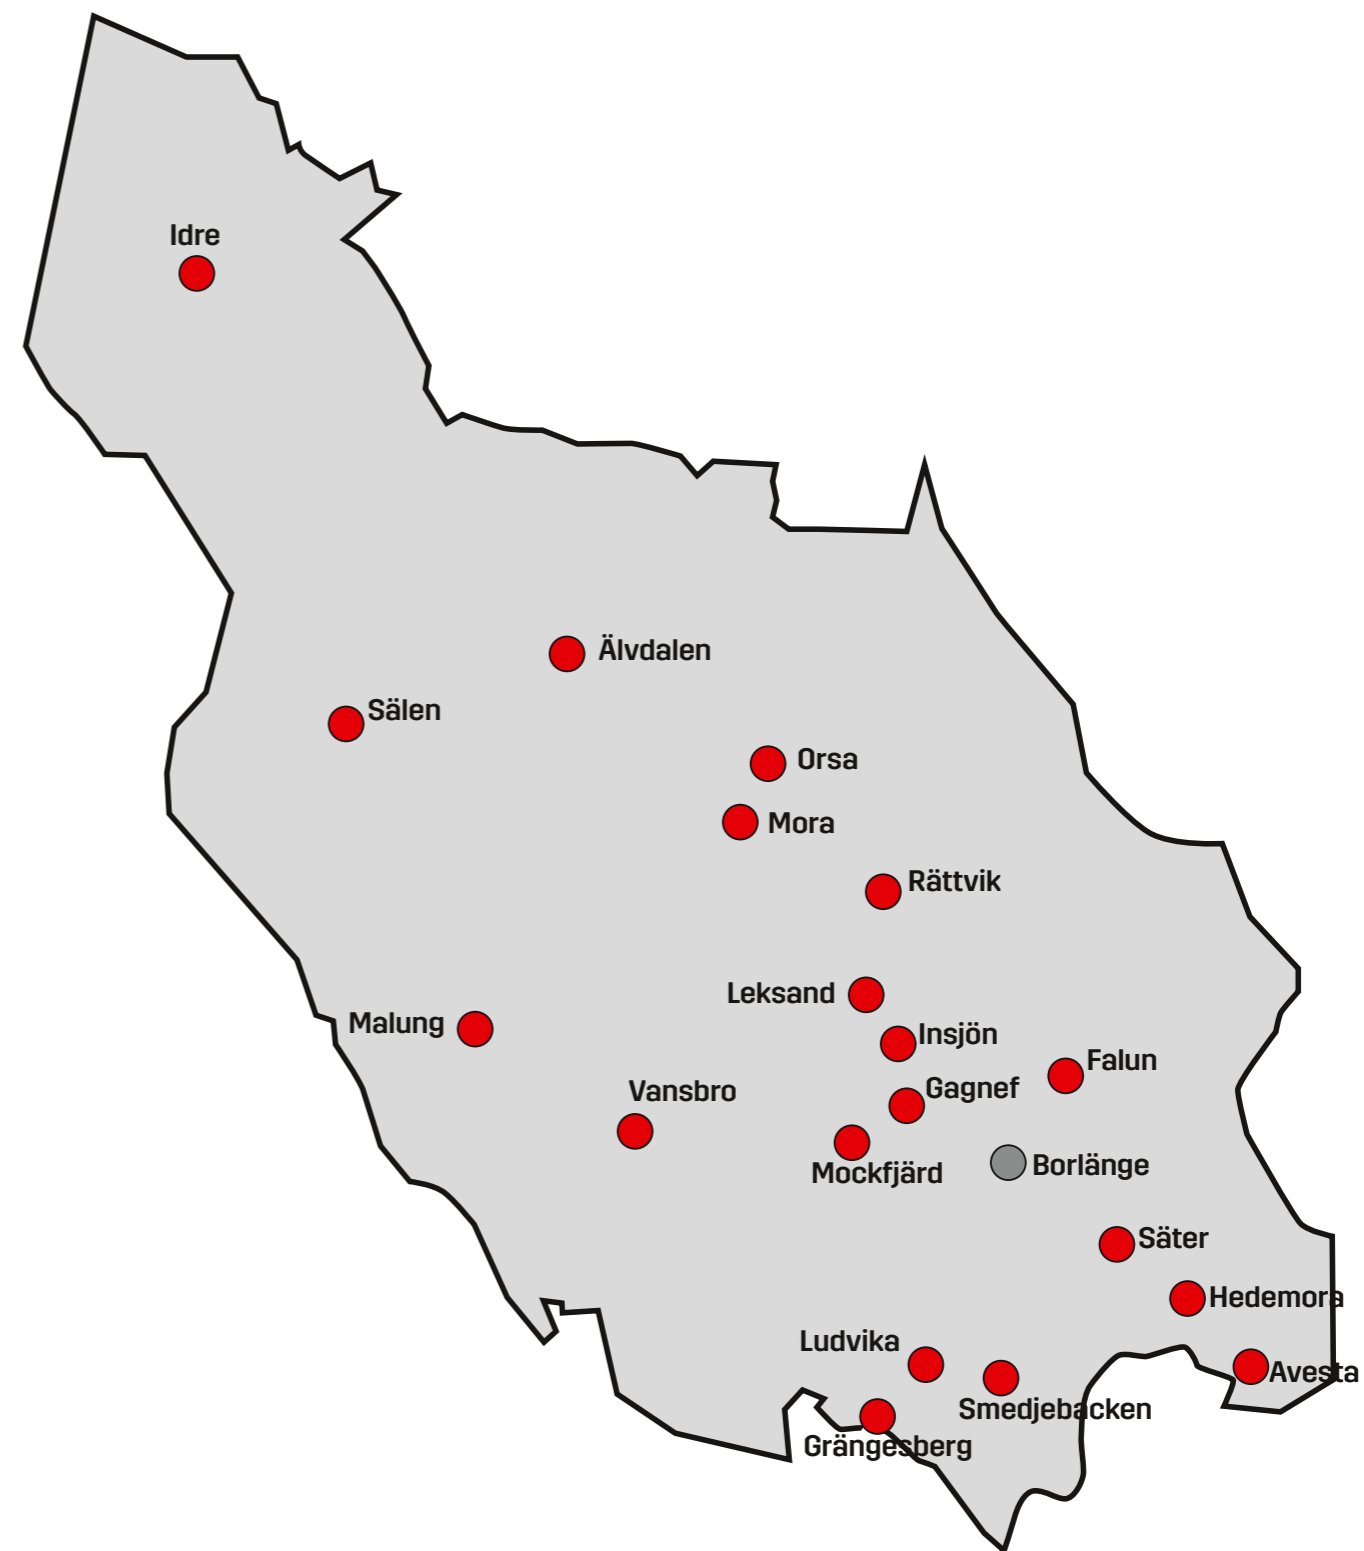 Idre
Älvdalen
Sälen
Orsa
Mora
Rättvik
Leksand
Malung
Insjön
Falun
Gagnef
Vansbro
Mockfjärd
Borlänge
Säter
Hedemora
Ludvika
Avesta
Smedjebacken
Grängesberg